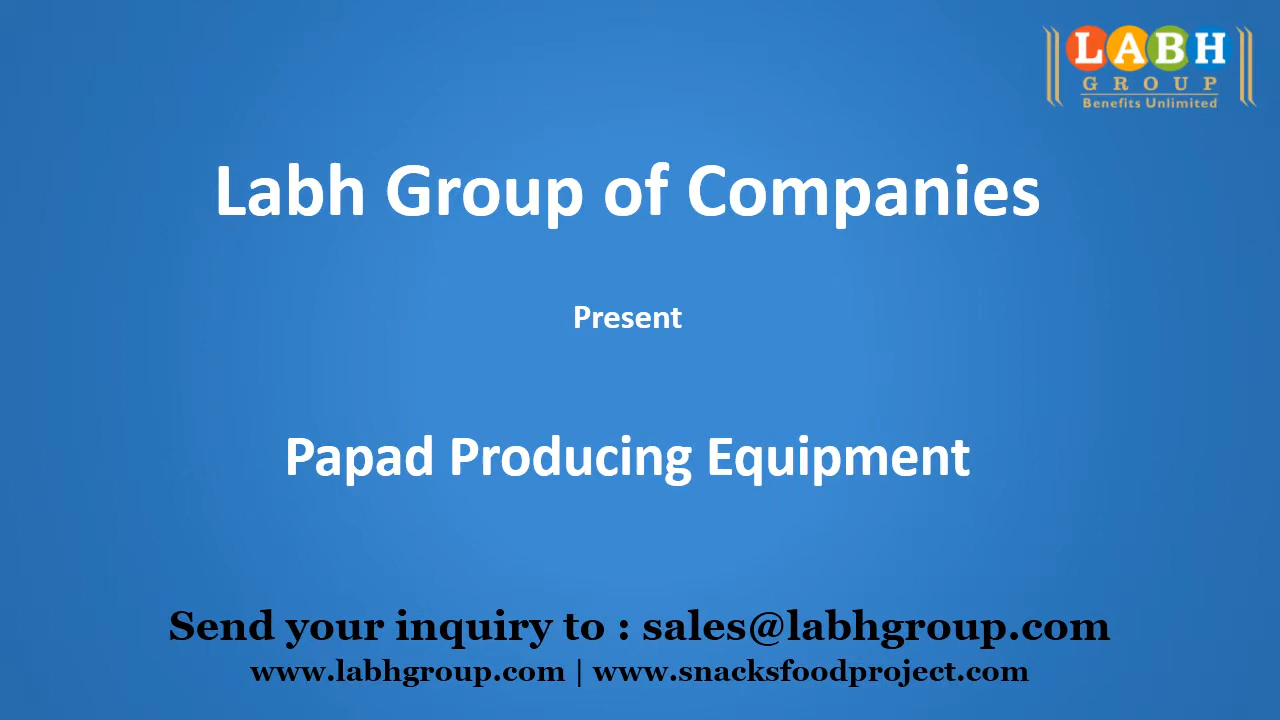 LABH
GROUP
Benefits Unlimited
Labh Group of Companies
Present
Papad Producing Equipment
Send your inquiry to : sales@labhgroup.com
www.labhgroup.com | www.snacksfoodproject.com